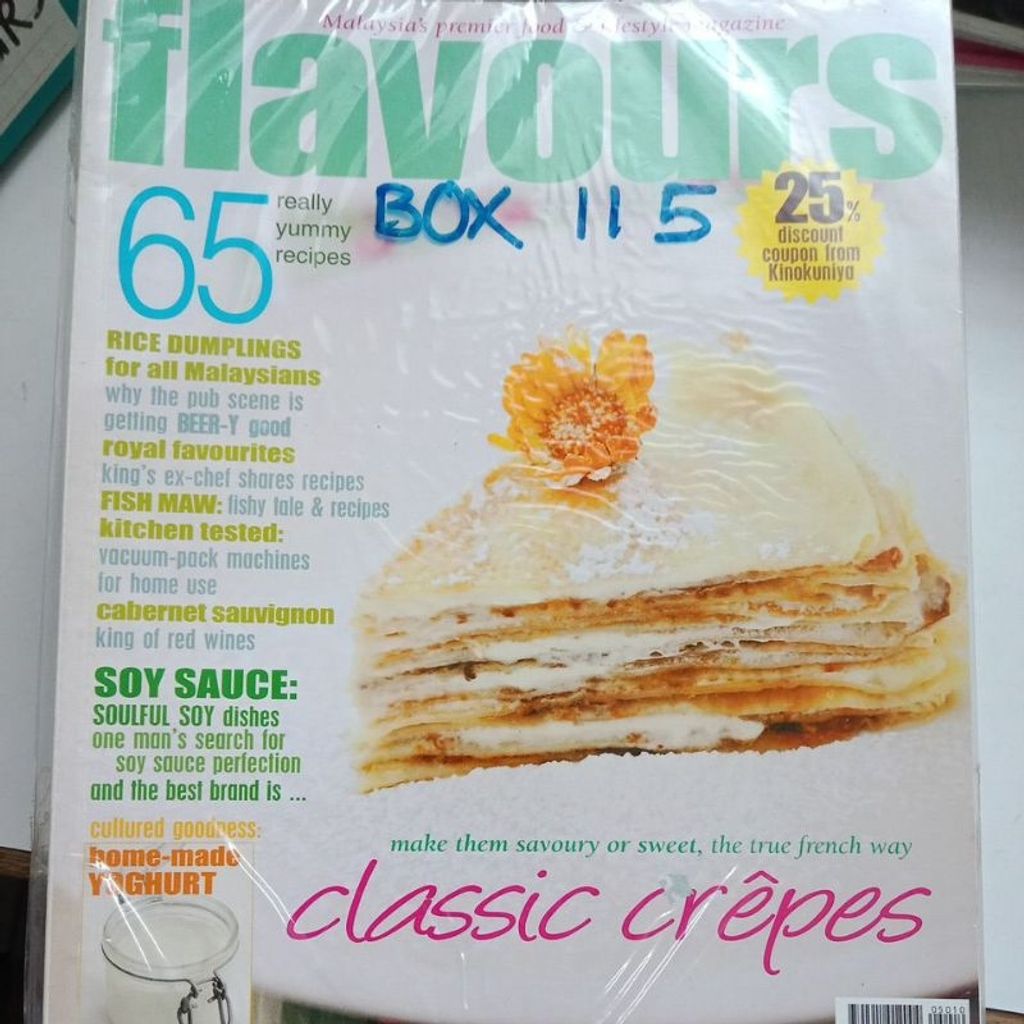 Malaysia's premier food & lifestyle magazine
flavours
65
really
yummy
recipes
BOX 115
25%
discount
coupon from
Kinokuniya
RICE DUMPLINGS
for all Malaysians
why the pub scene is
getting BEER-Y good
royal favourites
king's ex-chef shares recipes
FISH MAW: fishy tale & recipes
kitchen tested:
vacuum-pack machines
for home use
cabernet sauvignon
king of red wines
SOY SAUCE:
SOULFUL SOY dishes
one man's search for
soy sauce perfection
and the best brand is ...
cultured goodness:
home-made
YOGHURT
make them savoury or sweet, the true french way
classic crêpes
05010